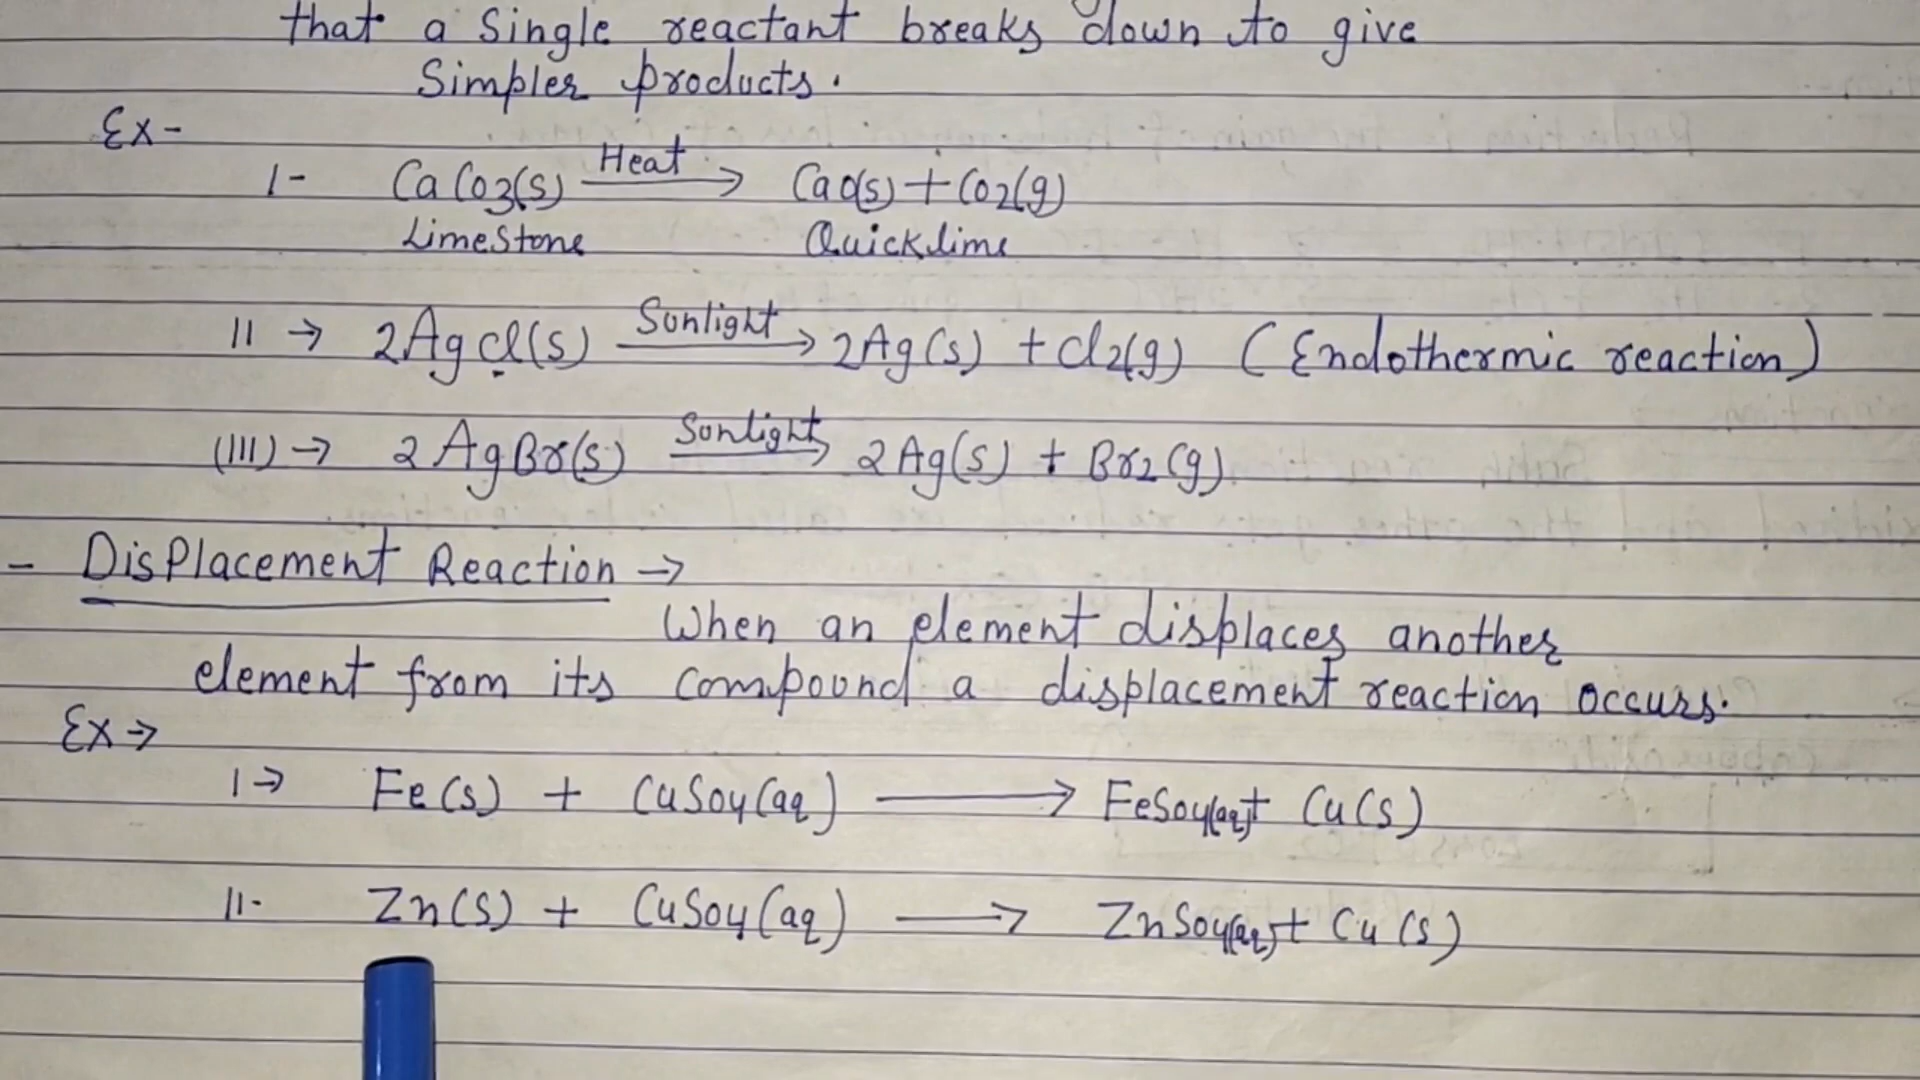 that a Single reactant breaks down to give
Simpler products.
Ex-
1- CaCO3(s) Heat → CaO(s) + CO2(g)
Limestone Quicklime
II → 2AgCl(s) Sunlight → 2Ag(s) + Cl2(g) (Endothermic reaction)
(III) → 2AgBr(s) Sunlight → 2Ag(s) + Br2(g)
- Displacement Reaction →
When an element displaces another
element from its compound a displacement reaction occurs.
Ex →
I → Fe(s) + CuSO4(aq) → FeSO4(aq) + Cu(s)
II- Zn(s) + CuSO4(aq) → ZnSO4(aq) + Cu(s)